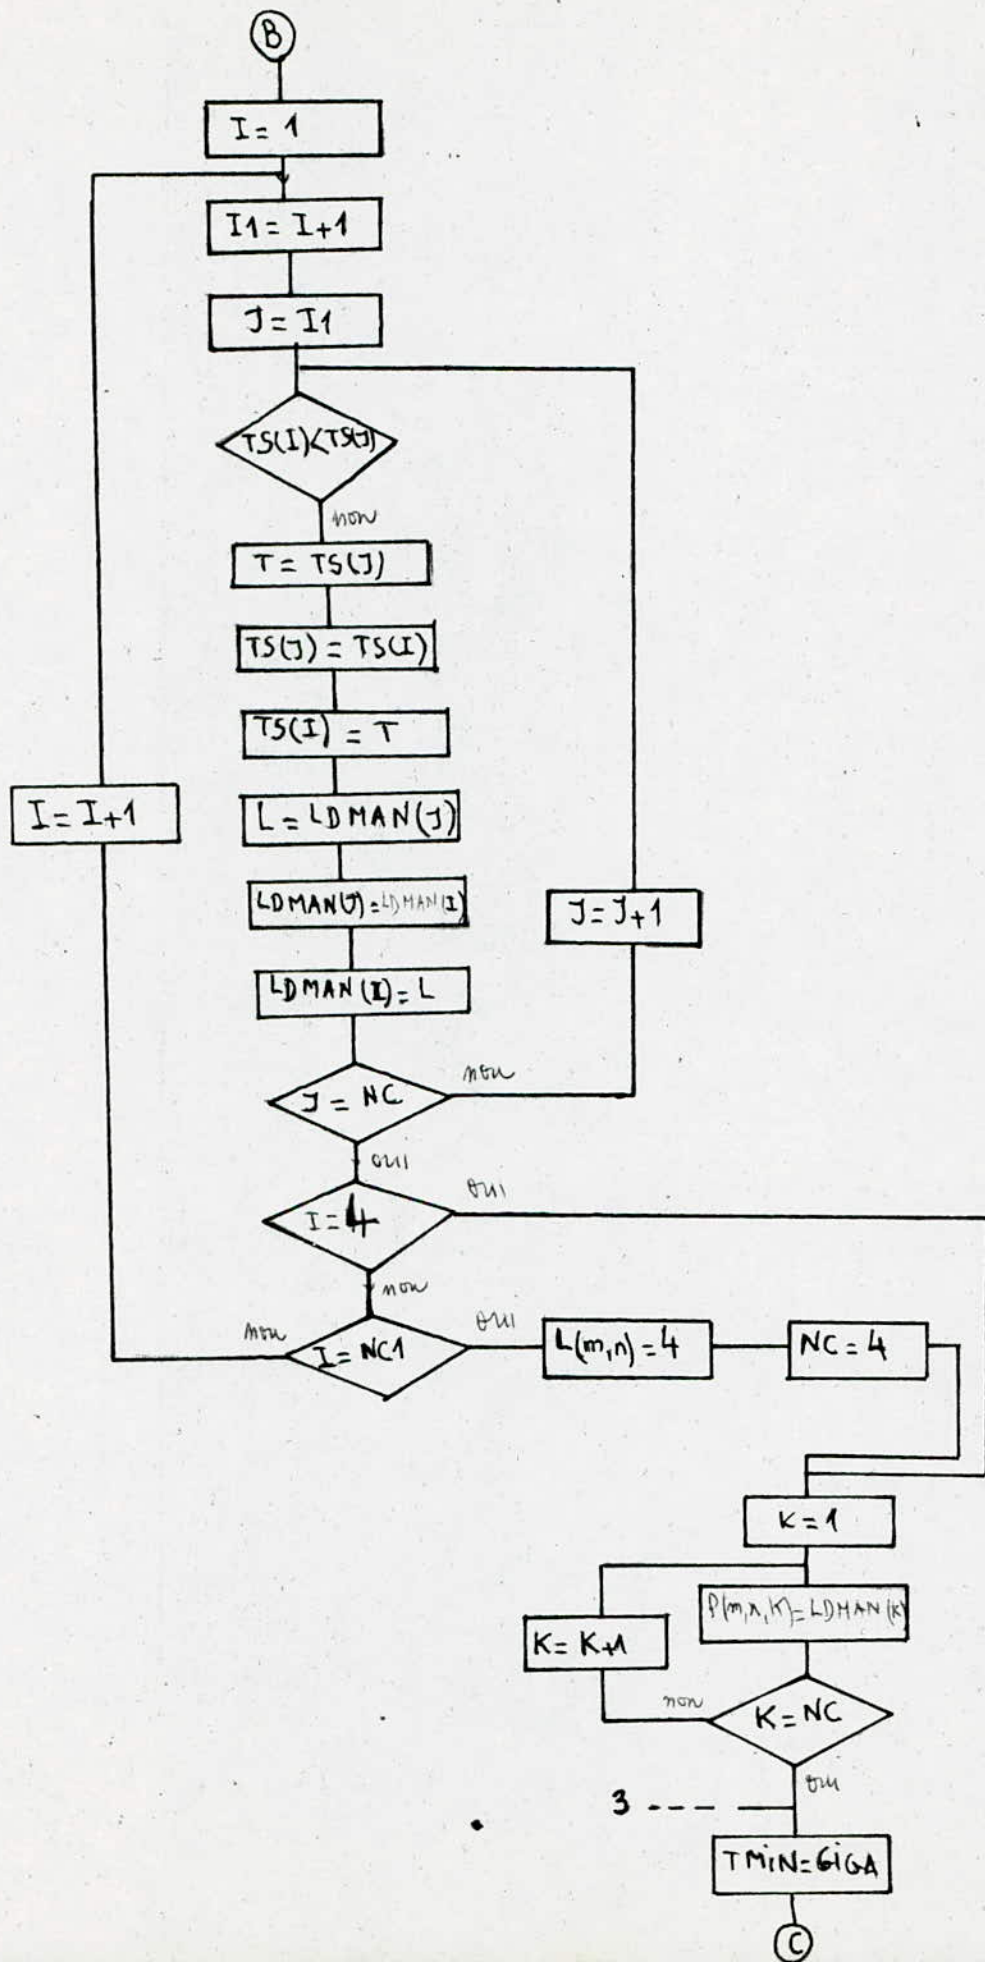 B
I = 1
I1 = I+1
J = I1
TS(I)<TS(J)
non
T = TS(J)
TS(J) = TS(I)
TS(I) = T
I = I+1
L = LDMAN(J)
LDMAN(J)=LDMAN(I)
J = J+1
LDMAN(I)= L
J = NC
non
oui
I = 4
oui
non
non
I = NC1
oui
L(m,n) = 4
NC = 4
K = 1
P(m,n,K)=LDMAN(K)
K = K+1
non
K = NC
oui
3 ----
TMiN=GiGA
C